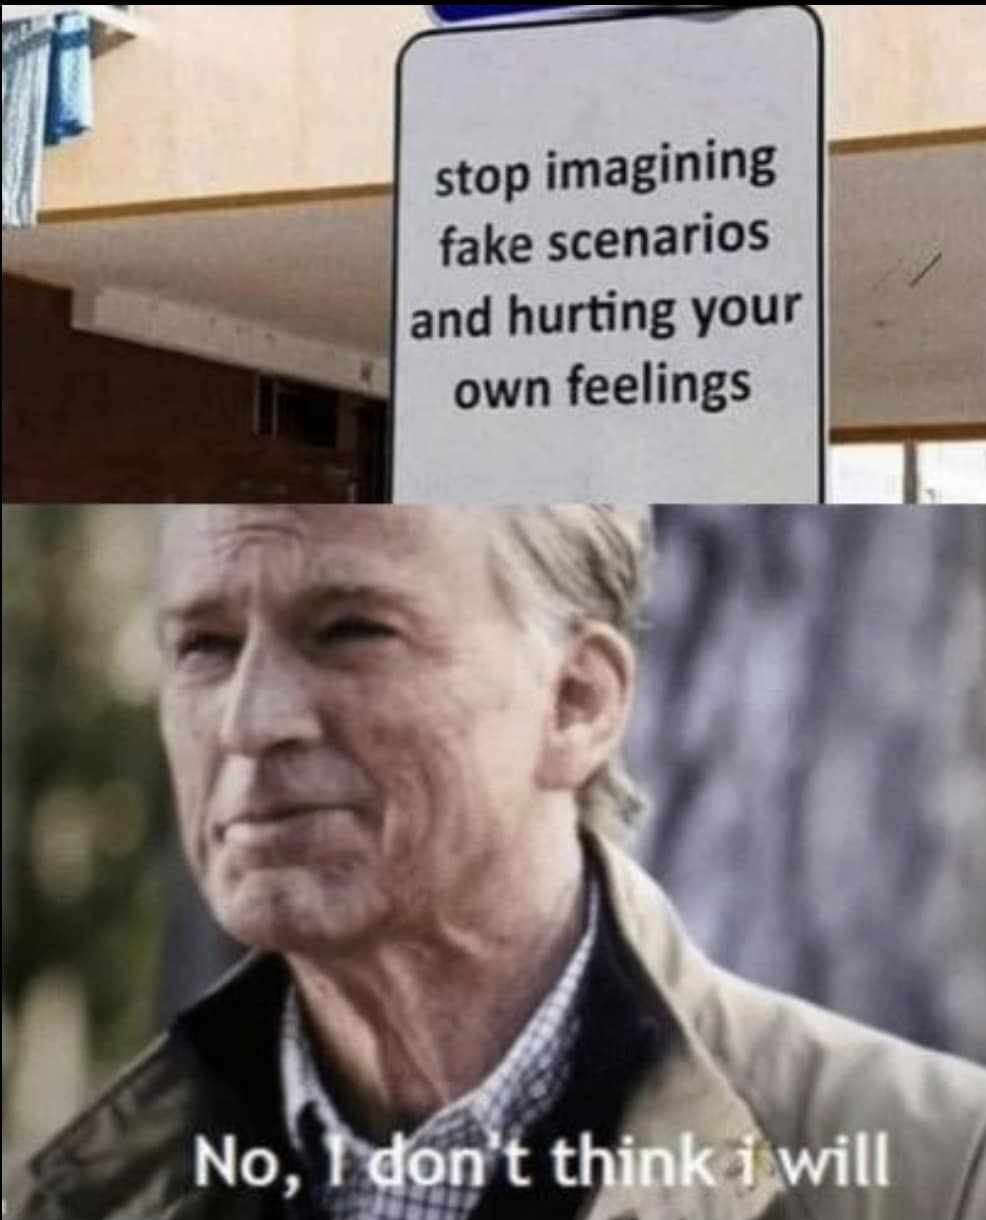 stop imagining
fake scenarios
and hurting your
own feelings
No, I don't think i will